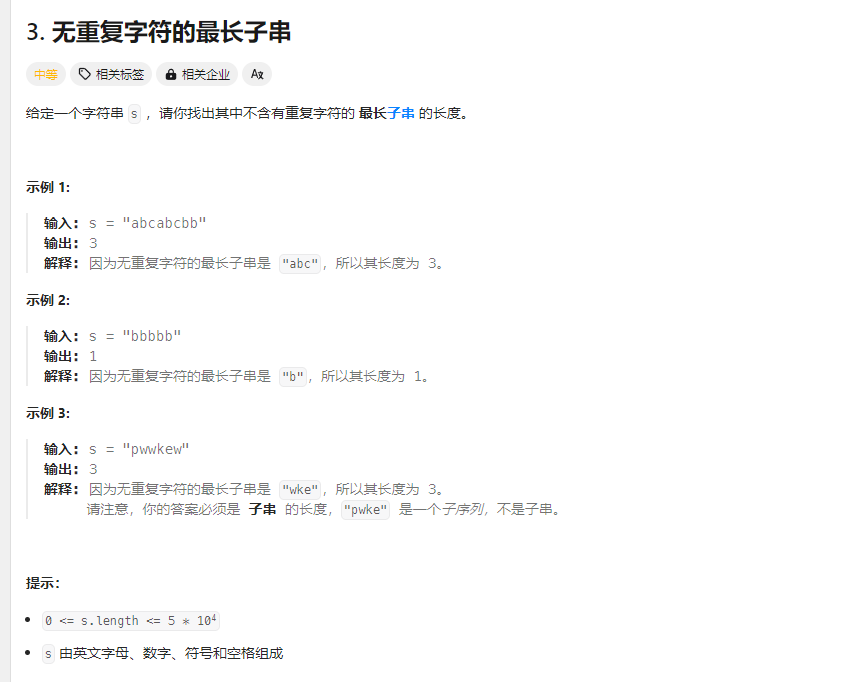 3. 无重复字符的最长子串
中等 相关标签 相关企业 Az
给定一个字符串 s ，请你找出其中不含有重复字符的 最长子串 的长度。
示例 1:
输入: s = "abcabcbb"
输出: 3
解释: 因为无重复字符的最长子串是 "abc"，所以其长度为 3。
示例 2:
输入: s = "bbbbb"
输出: 1
解释: 因为无重复字符的最长子串是 "b"，所以其长度为 1。
示例 3:
输入: s = "pwwkew"
输出: 3
解释: 因为无重复字符的最长子串是 "wke"，所以其长度为 3。
请注意，你的答案必须是 子串 的长度，"pwke" 是一个子序列，不是子串。
提示：
• 0 <= s.length <= 5 * 10⁴
• s 由英文字母、数字、符号和空格组成